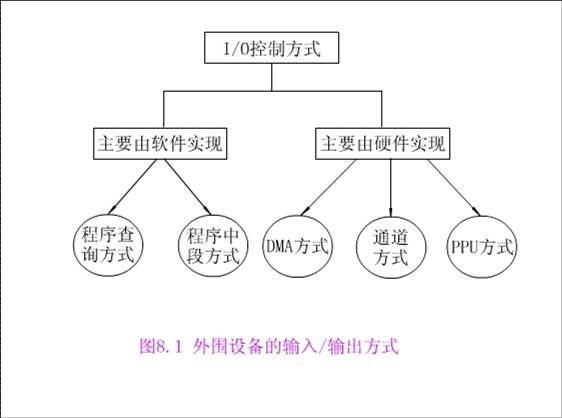 I/O控制方式
主要由软件实现
主要由硬件实现
程序查
询方式
程序中
段方式
DMA方式
通道
方式
PPU方式
图8.1 外围设备的输入/输出方式